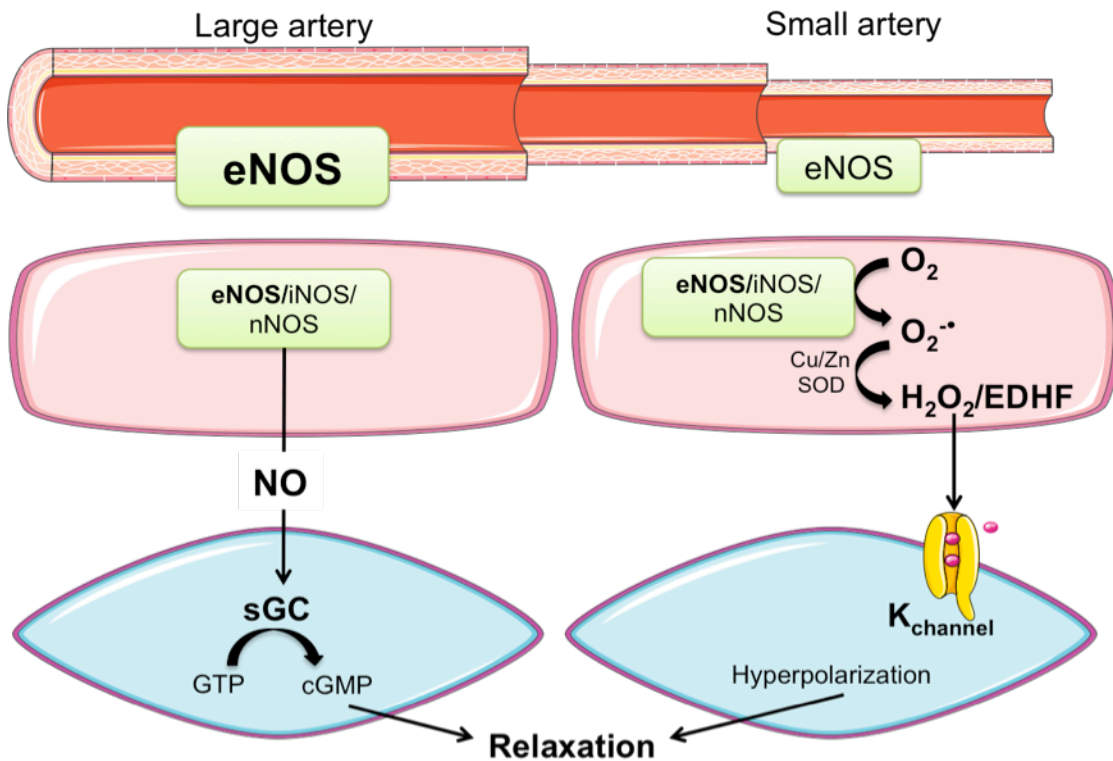 Large artery
Small artery
eNOS
eNOS
eNOS/iNOS/
nNOS
NO
sGC
GTP
cGMP
eNOS/iNOS/
nNOS
O₂
O₂⁻•
Cu/Zn
SOD
H₂O₂/EDHF
K channel
Hyperpolarization
Relaxation